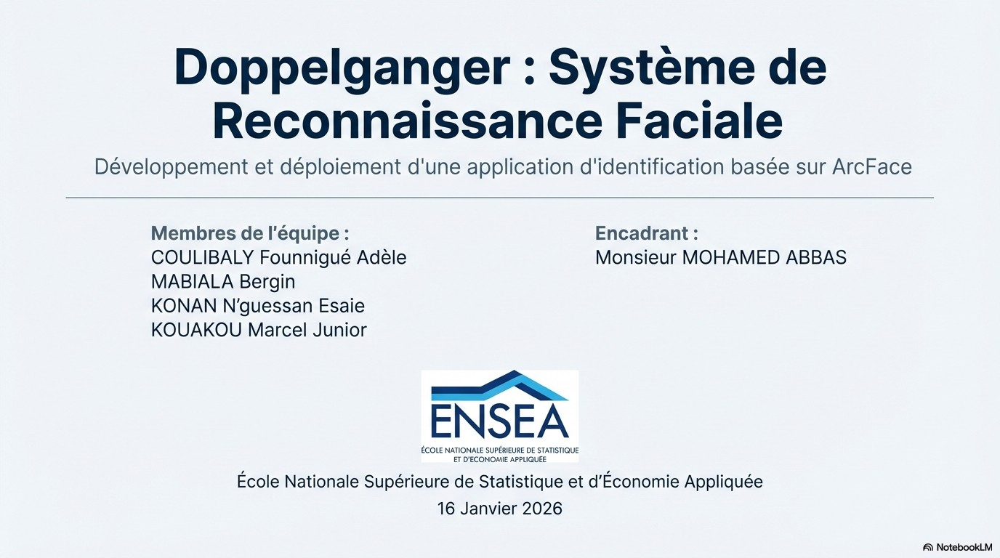 Doppelganger : Système de
Reconnaissance Faciale
Développement et déploiement d'une application d'identification basée sur ArcFace
Membres de l'équipe :
COULIBALY Founnigué Adèle
MABIALA Bergin
KONAN N’guessan Esaie
KOUAKOU Marcel Junior
Encadrant :
Monsieur MOHAMED ABBAS
ENSEA
ÉCOLE NATIONALE SUPÉRIEURE DE STATISTIQUE
ET D'ECONOMIE APPLIQUÉE
École Nationale Supérieure de Statistique et d’Économie Appliquée
16 Janvier 2026
NotebookLM